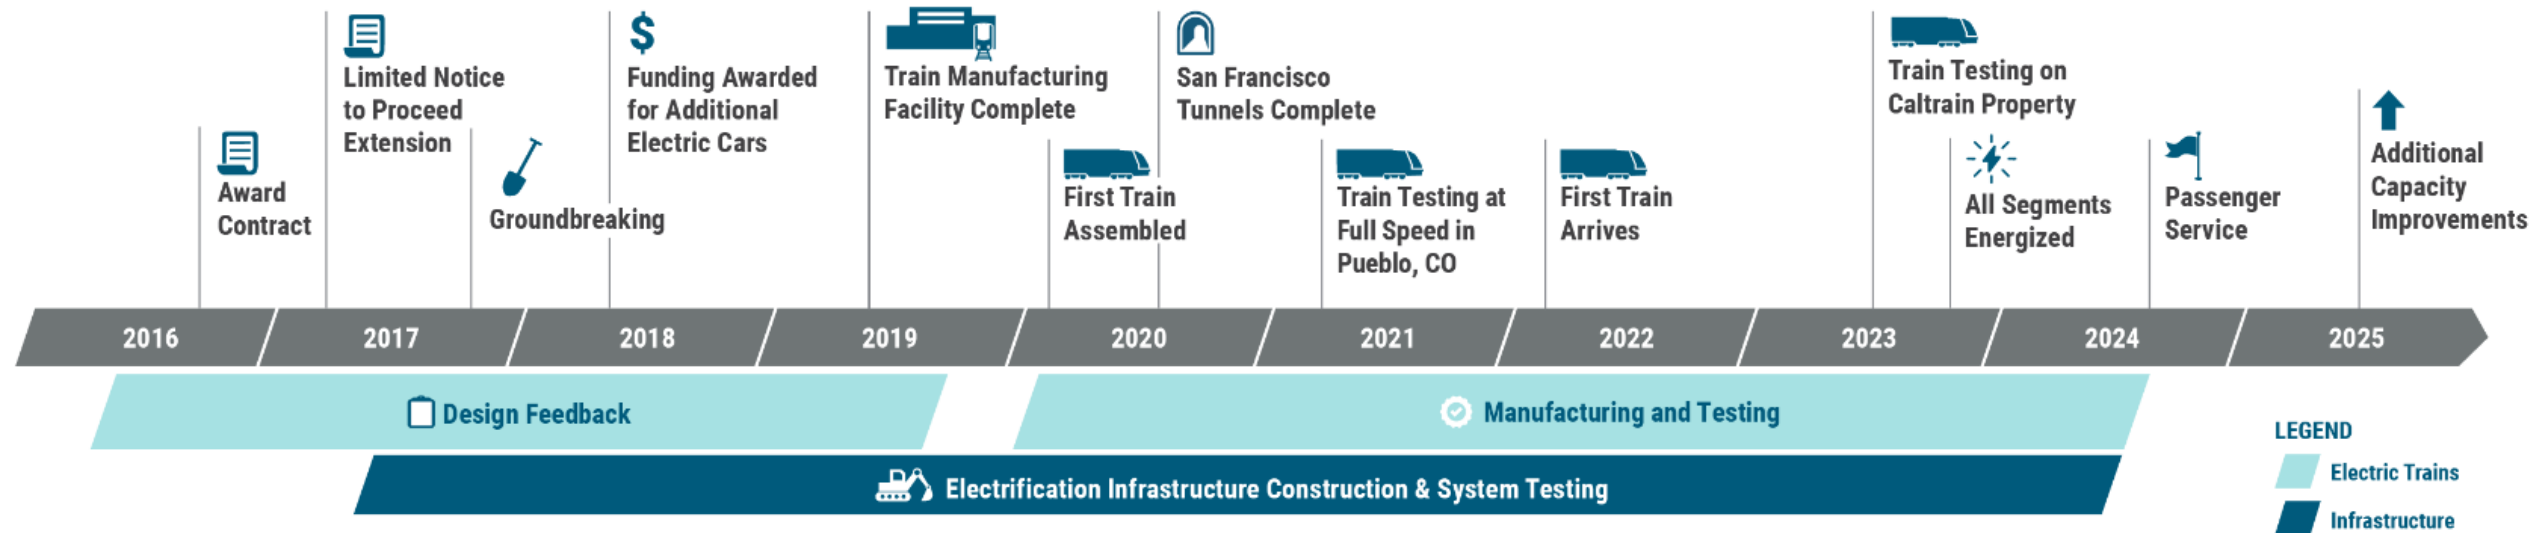 Limited Notice
to Proceed
Extension
Funding Awarded
for Additional
Electric Cars
Train Manufacturing
Facility Complete
San Francisco
Tunnels Complete
Train Testing on
Caltrain Property
Award
Contract
Groundbreaking
First Train
Assembled
Train Testing at
Full Speed in
Pueblo, CO
First Train
Arrives
All Segments
Energized
Passenger
Service
Additional
Capacity
Improvements
2016
2017
2018
2019
2020
2021
2022
2023
2024
2025
Design Feedback
Manufacturing and Testing
Electrification Infrastructure Construction & System Testing
LEGEND
Electric Trains
Infrastructure